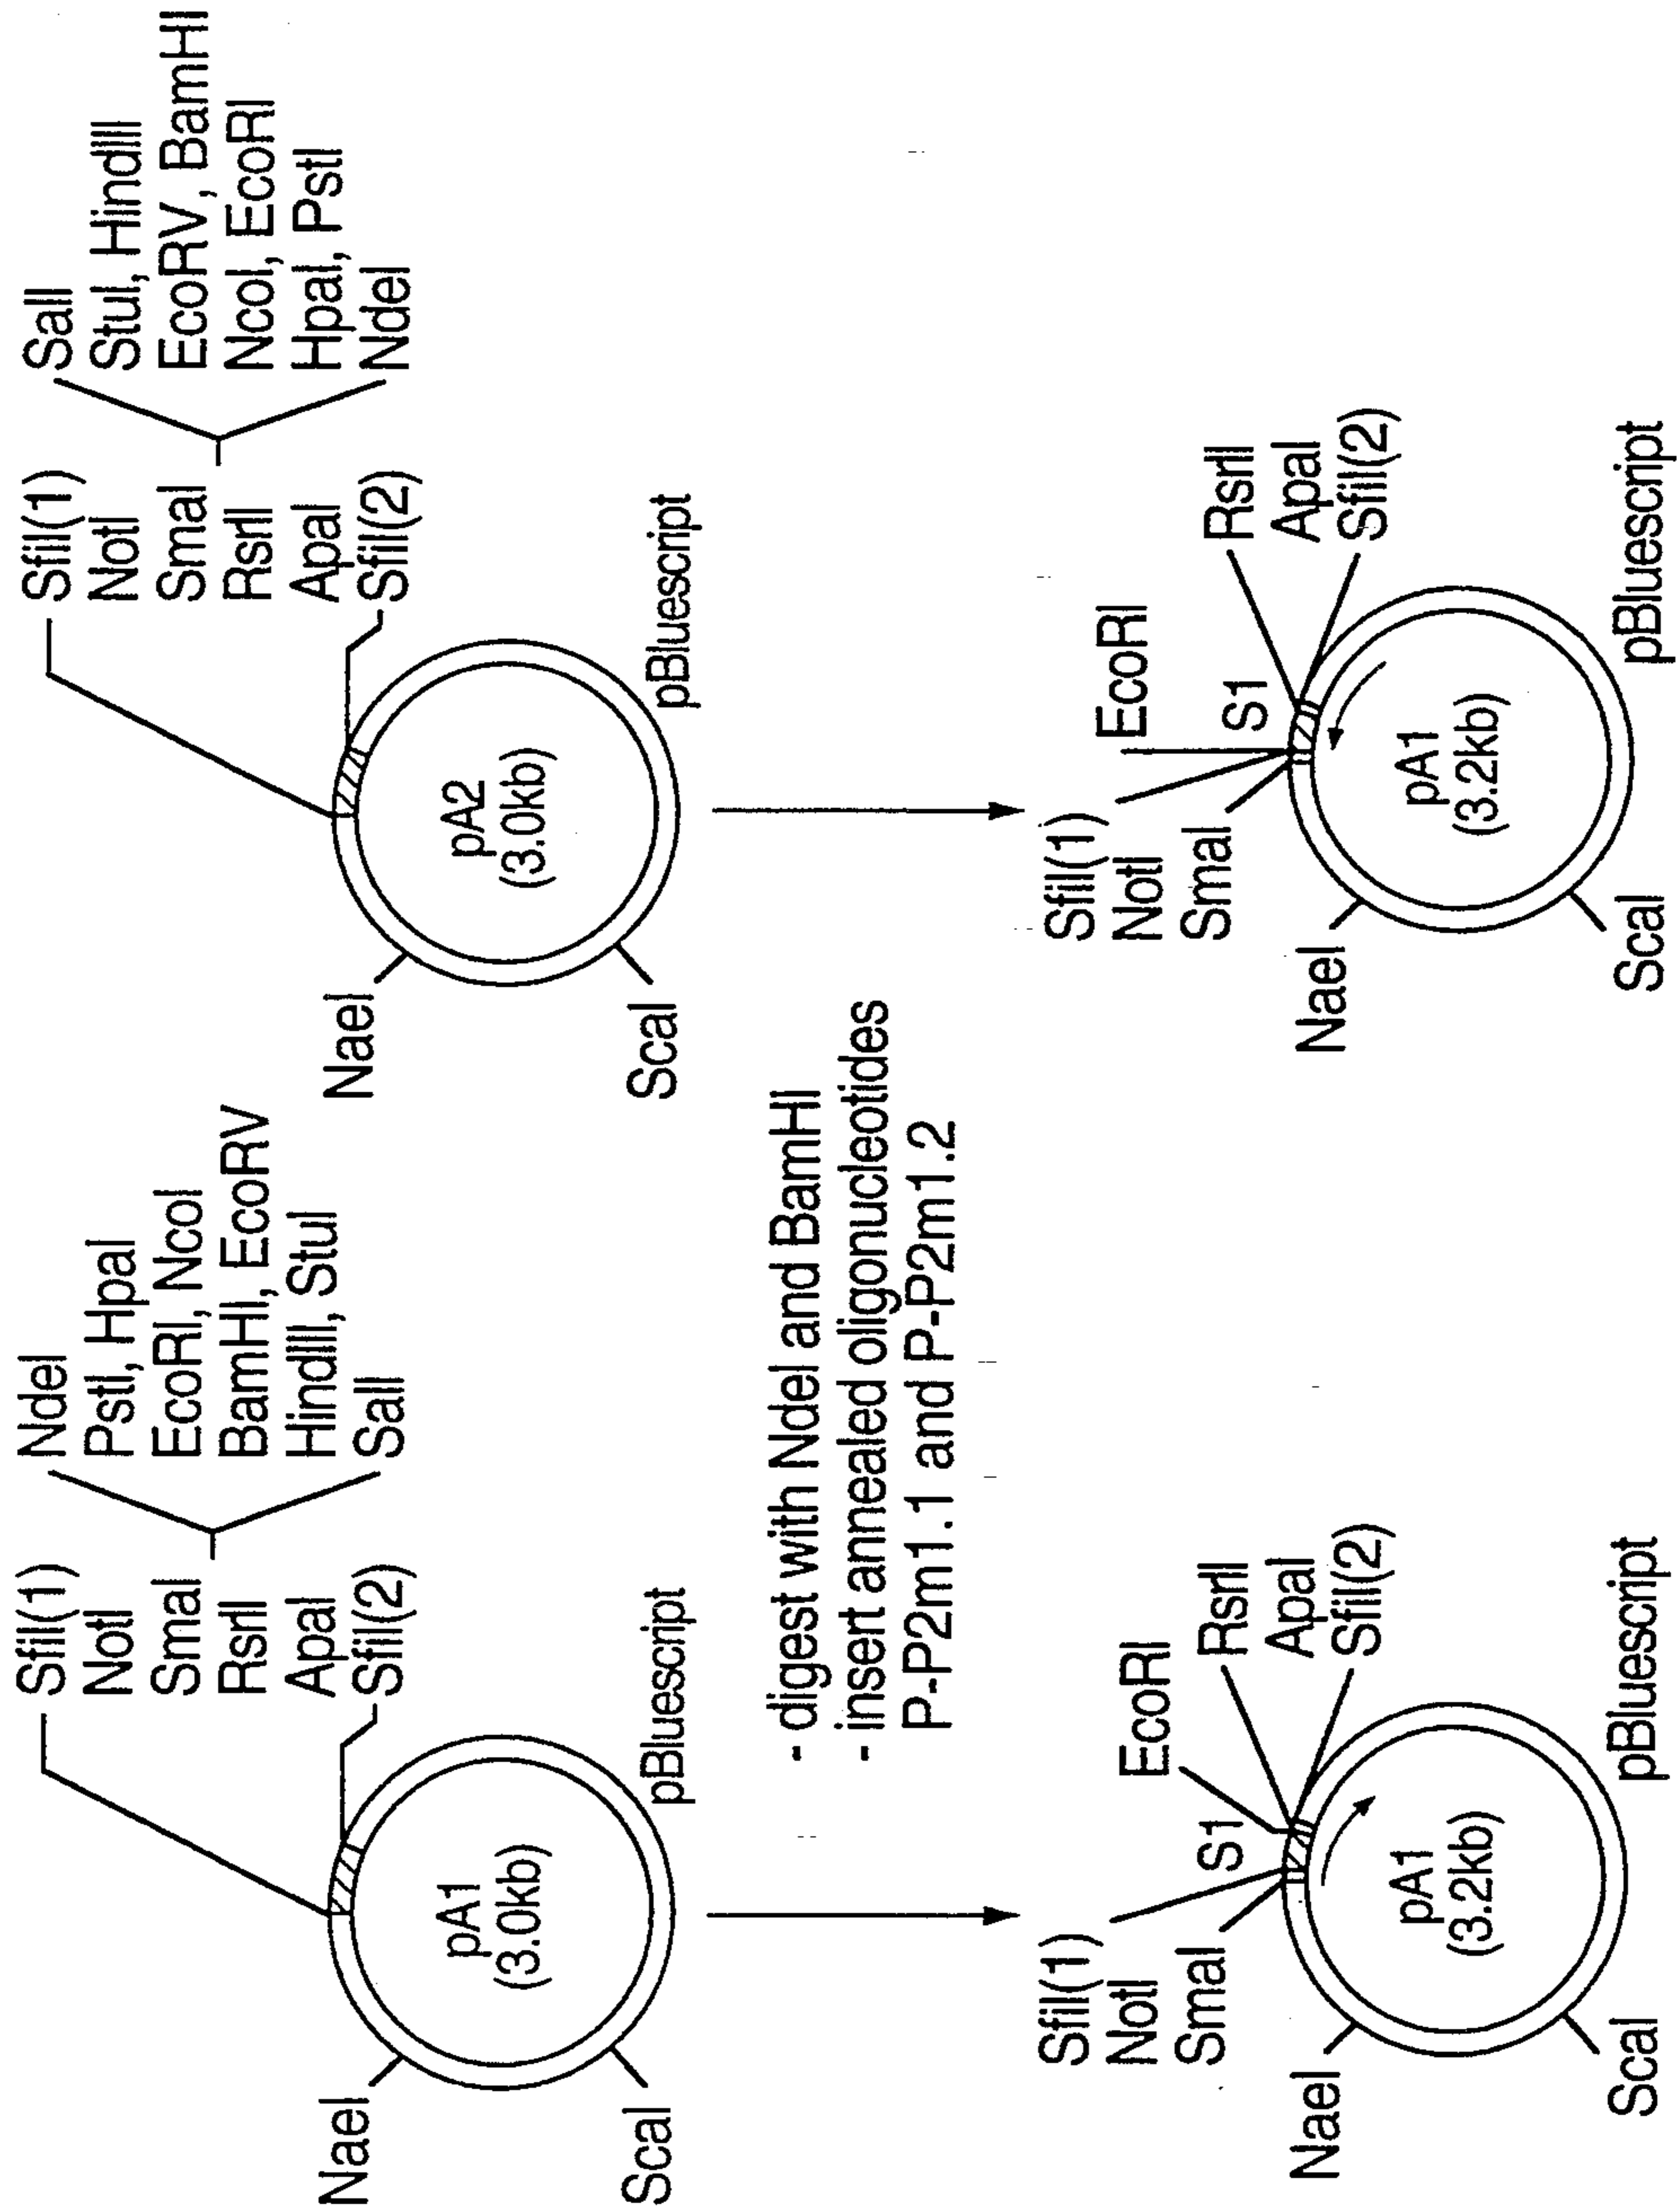 SfiI(1)
NotI
SmaI
RsrII
ApaI
SfiI(2)
NdeI
PstI, HpaI
EcoRI, NcoI
BamHI, EcoRV
HindIII, StuI
SalI
NaeI
pA1
(3.0kb)
ScaI
pBluescript
SfiI(1)
NotI
SmaI
RsrII
ApaI
SfiI(2)
SalI
StuI, HindIII
EcoRV, BamHI
NcoI, EcoRI
HpaI, PstI
NdeI
NaeI
pA2
(3.0kb)
ScaI
pBluescript
- digest with NdeI and BamHI
- insert annealed oligonucleotides
P-P2m1.1 and P-P2m1.2
SfiI(1)
NotI
SmaI
S1
EcoRI
RsrII
ApaI
SfiI(2)
NaeI
pA1
(3.2kb)
ScaI
pBluescript
SfiI(1)
NotI
SmaI
EcoRI
S1
RsrII
ApaI
SfiI(2)
NaeI
pA1
(3.2kb)
ScaI
pBluescript